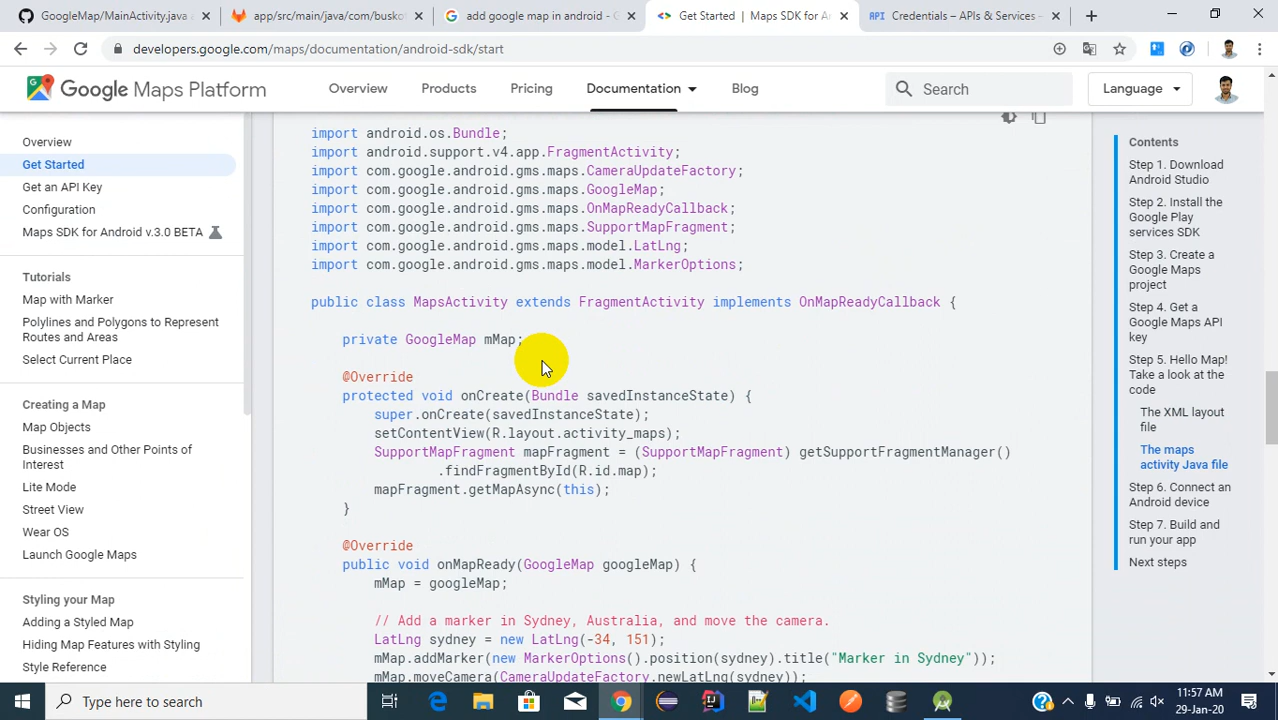 GoogleMap/MainActivity.java a
app/src/main/java/com/busko
add google map in android - G
Get Started | Maps SDK for A
API Credentials – APIs & Services –
developers.google.com/maps/documentation/android-sdk/start
Google Maps Platform
Overview
Products
Pricing
Documentation
Blog
Search
Language
Overview
Get Started
Get an API Key
Configuration
Maps SDK for Android v.3.0 BETA
Tutorials
Map with Marker
Polylines and Polygons to Represent
Routes and Areas
Select Current Place
Creating a Map
Map Objects
Businesses and Other Points of
Interest
Lite Mode
Street View
Wear OS
Launch Google Maps
Styling your Map
Adding a Styled Map
Hiding Map Features with Styling
Style Reference
import android.os.Bundle;
import android.support.v4.app.FragmentActivity;
import com.google.android.gms.maps.CameraUpdateFactory;
import com.google.android.gms.maps.GoogleMap;
import com.google.android.gms.maps.OnMapReadyCallback;
import com.google.android.gms.maps.SupportMapFragment;
import com.google.android.gms.maps.model.LatLng;
import com.google.android.gms.maps.model.MarkerOptions;
public class MapsActivity extends FragmentActivity implements OnMapReadyCallback {
private GoogleMap mMap;
@Override
protected void onCreate(Bundle savedInstanceState) {
super.onCreate(savedInstanceState);
setContentView(R.layout.activity_maps);
SupportMapFragment mapFragment = (SupportMapFragment) getSupportFragmentManager()
.findFragmentById(R.id.map);
mapFragment.getMapAsync(this);
}
@Override
public void onMapReady(GoogleMap googleMap) {
mMap = googleMap;
// Add a marker in Sydney, Australia, and move the camera.
LatLng sydney = new LatLng(-34, 151);
mMap.addMarker(new MarkerOptions().position(sydney).title("Marker in Sydney"));
mMap.moveCamera(CameraUpdateFactory.newLatLng(sydney));
Contents
Step 1. Download
Android Studio
Step 2. Install the
Google Play
services SDK
Step 3. Create a
Google Maps
project
Step 4. Get a
Google Maps API
key
Step 5. Hello Map!
Take a look at the
code
The XML layout
file
The maps
activity Java file
Step 6. Connect an
Android device
Step 7. Build and
run your app
Next steps
Type here to search
11:57 AM
29-Jan-20